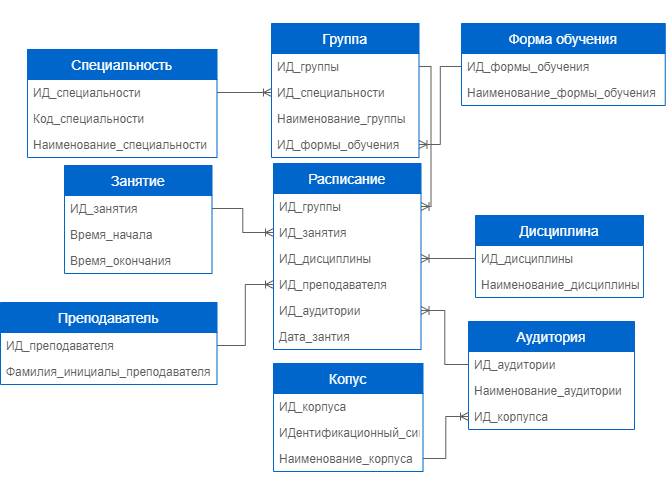 Группа
ИД_группы
ИД_специальности
Наименование_группы
ИД_формы_обучения
Форма обучения
ИД_формы_обучения
Наименование_формы_обучения
Специальность
ИД_специальности
Код_специальности
Наименование_специальности
Занятие
ИД_занятия
Время_начала
Время_окончания
Расписание
ИД_группы
ИД_занятия
ИД_дисциплины
ИД_преподавателя
ИД_аудитории
Дата_зантия
Дисциплина
ИД_дисциплины
Наименование_дисциплины
Преподаватель
ИД_преподавателя
Фамилия_инициалы_преподавателя
Аудитория
ИД_аудитории
Наименование_аудитории
ИД_корпупса
Копус
ИД_корпуса
ИДентификационный_си
Наименование_корпуса